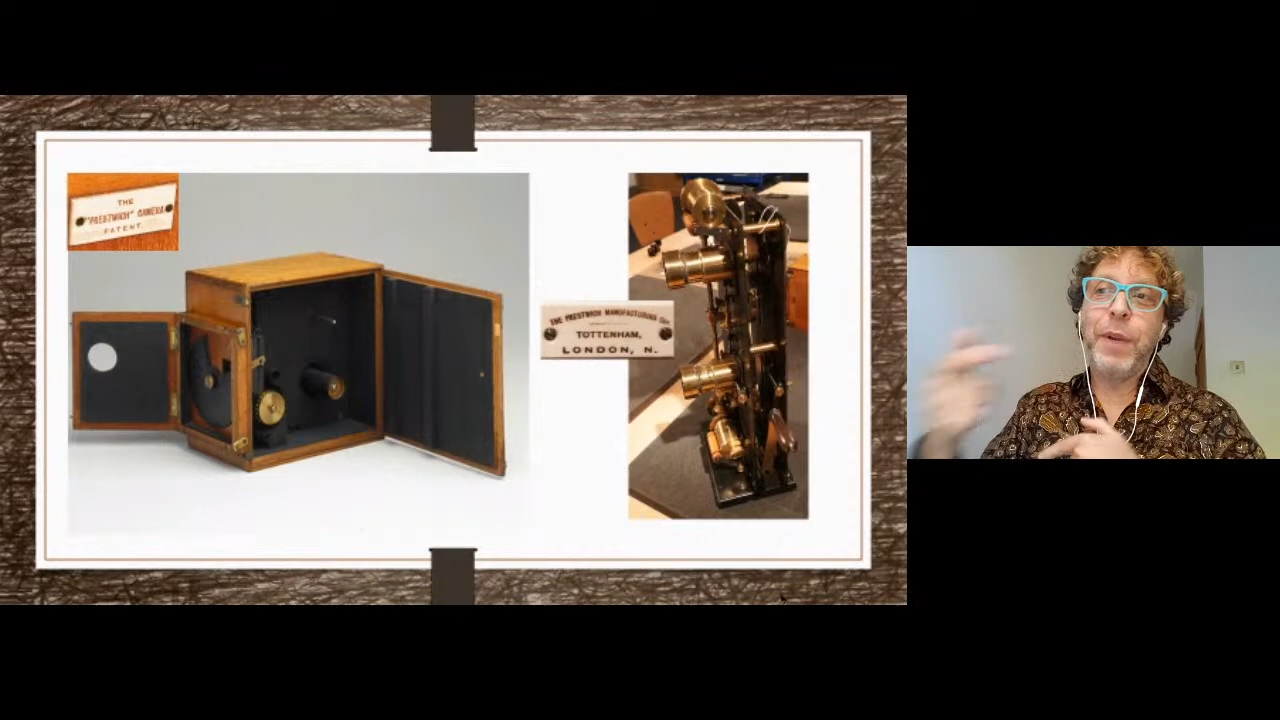 THE
"PRESTWICH" CAMERA
PATENT.
THE PRESTWICH MANUFACTURING Co.
TOTTENHAM,
LONDON, N.